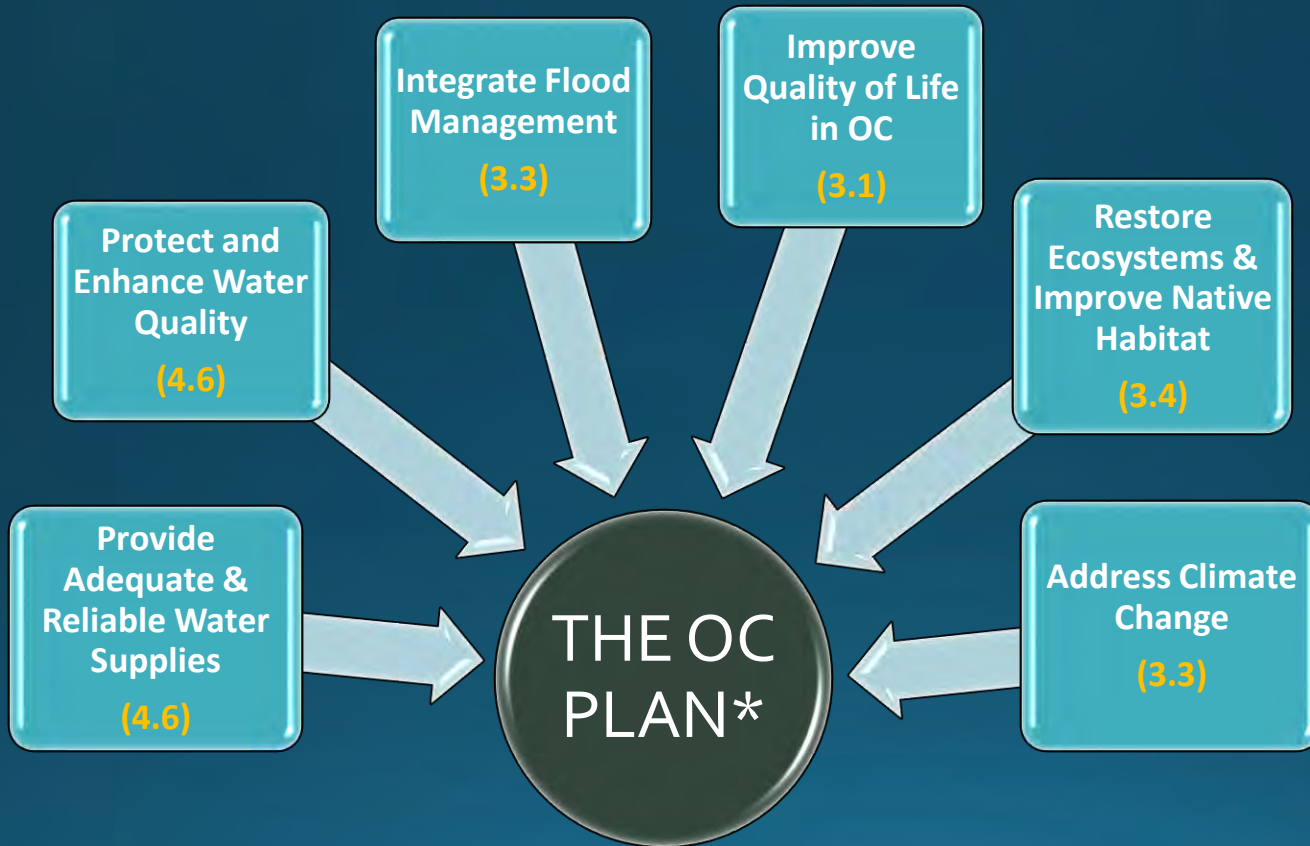 Provide
Adequate &
Reliable Water
Supplies
(4.6)
Protect and
Enhance Water
Quality
(4.6)
Integrate Flood
Management
(3.3)
Improve
Quality of Life
in OC
(3.1)
Restore
Ecosystems &
Improve Native
Habitat
(3.4)
Address Climate
Change
(3.3)
THE OC
PLAN*